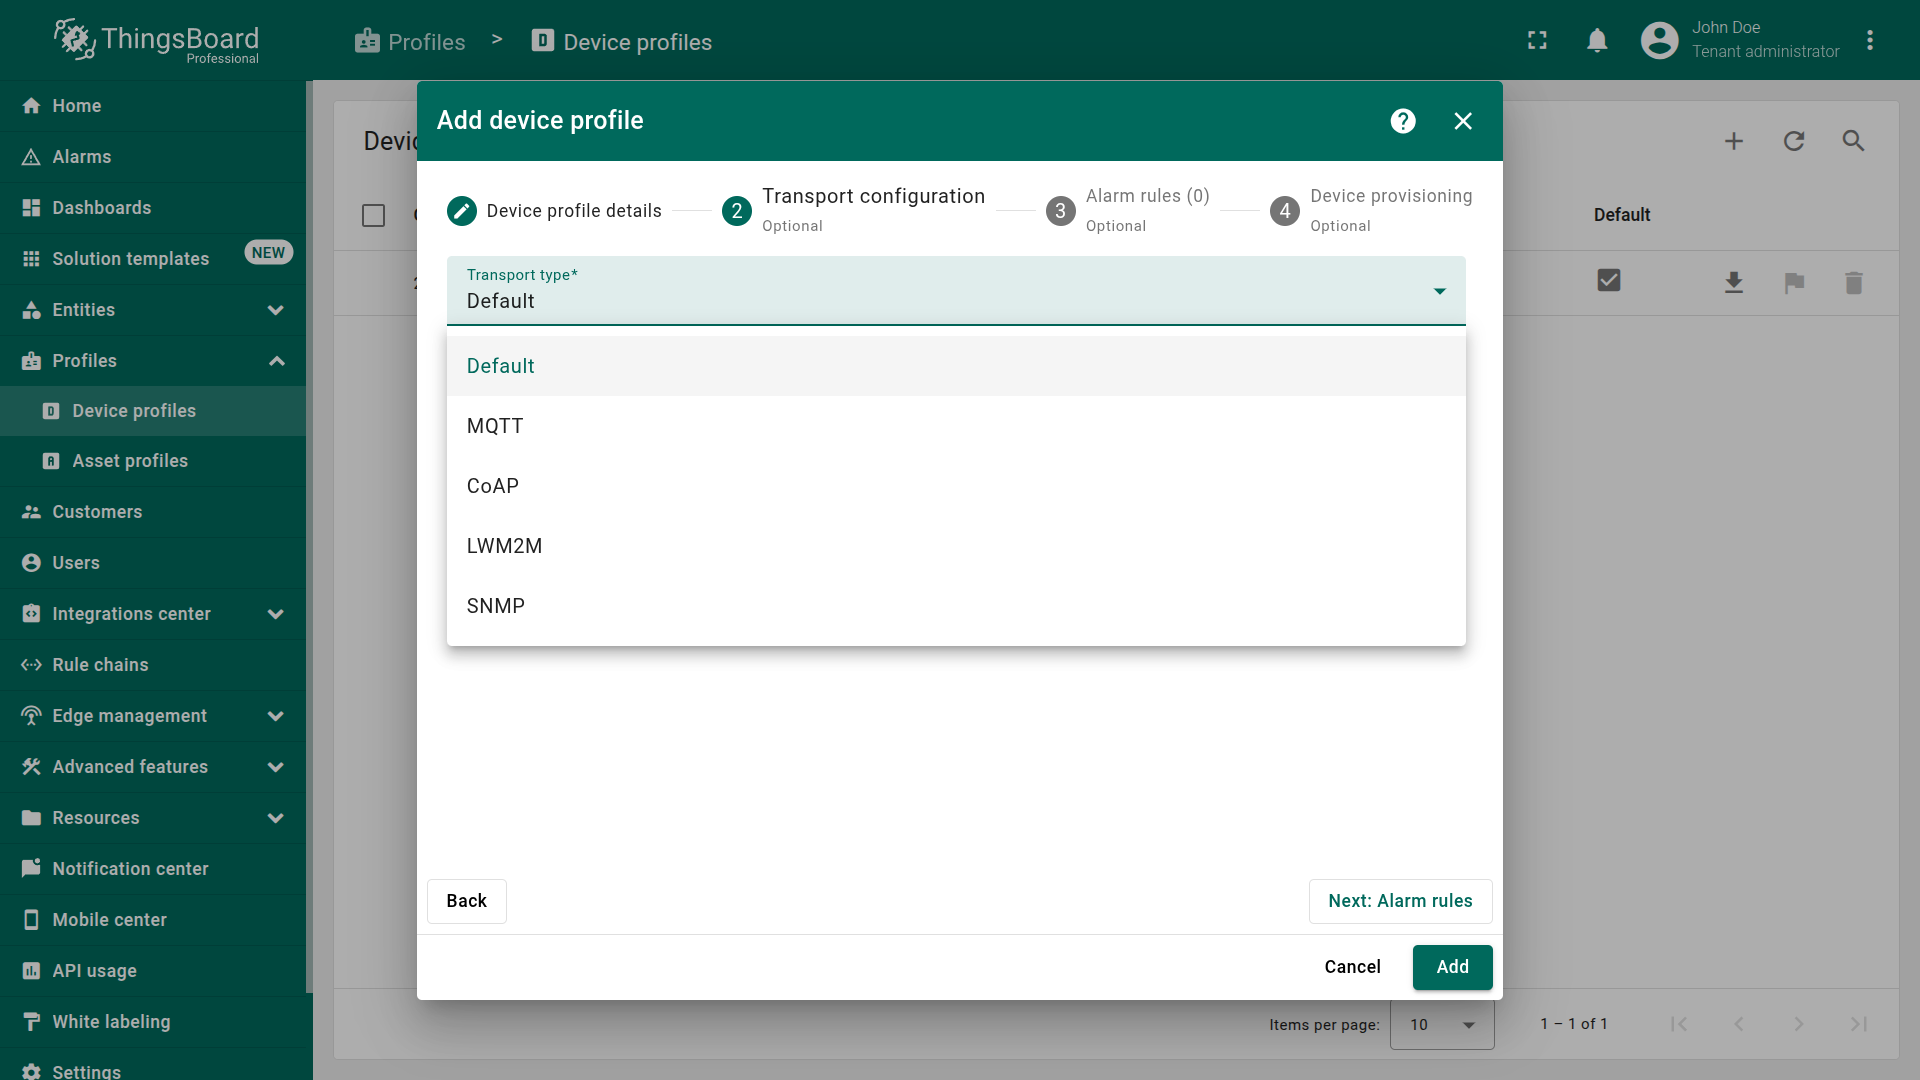 ThingsBoard
Professional
Profiles > Device profiles
John Doe
Tenant administrator
Home
Alarms
Dashboards
Solution templates NEW
Entities
Profiles
Device profiles
Asset profiles
Customers
Users
Integrations center
Rule chains
Edge management
Advanced features
Resources
Notification center
Mobile center
API usage
White labeling
Settings
Devic
Default
Add device profile
Device profile details
2 Transport configuration
Optional
3 Alarm rules (0)
Optional
4 Device provisioning
Optional
Transport type*
Default
Default
MQTT
CoAP
LWM2M
SNMP
Back
Next: Alarm rules
Cancel
Add
Items per page: 10 1 – 1 of 1